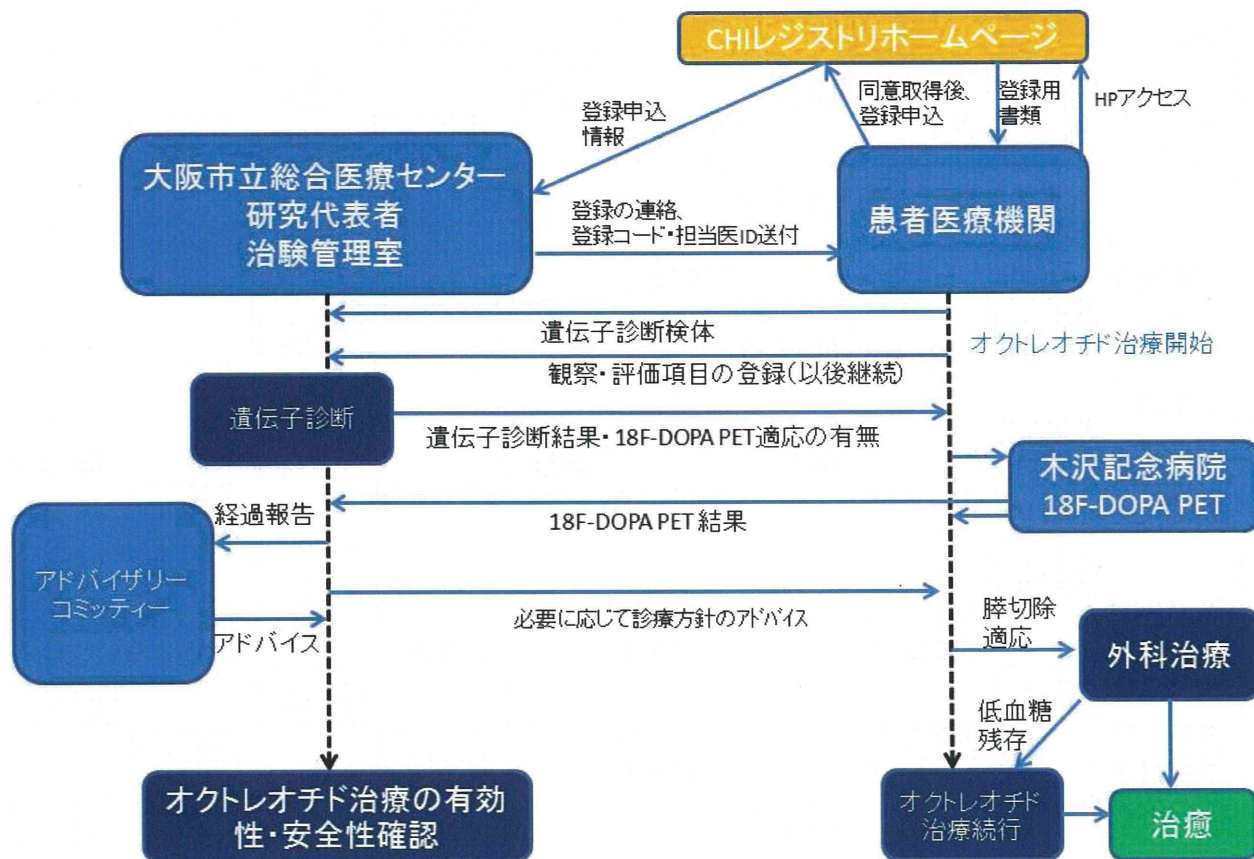 CHIレジストリホームページ
登録申込
情報
同意取得後、
登録申込
登録用
書類
HPアクセス
大阪市立総合医療センター
研究代表者
治験管理室
登録の連絡、
登録コード・担当医ID送付
患者医療機関
遺伝子診断検体
オクトレオチド治療開始
観察・評価項目の登録(以後継続)
遺伝子診断
遺伝子診断結果・18F-DOPA PET適応の有無
木沢記念病院
18F-DOPA PET
18F-DOPA PET 結果
経過報告
アドバイザリー
コミッティー
アドバイス
必要に応じて診療方針のアドバイス
膵切除
適応
外科治療
低血糖
残存
オクトレオチド治療の有効
性・安全性確認
オクトレオチド
治療続行
治癒